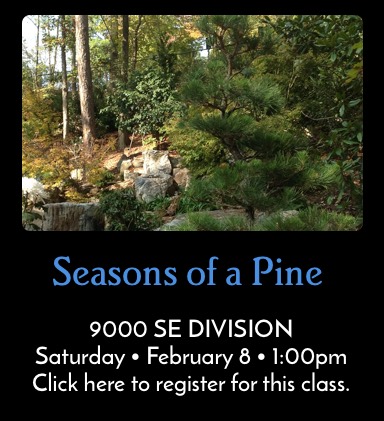 Seasons of a Pine
9000 SE DIVISION
Saturday • February 8 • 1:00pm
Click here to register for this class.